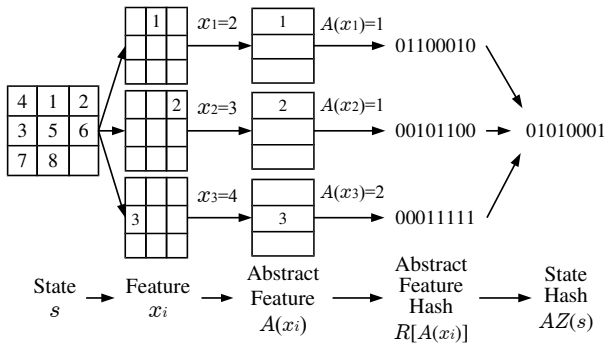 1
x1=2
1
A(x1)=1
01100010
4 1 2
3 5 6
7 8
2
x2=3
2
A(x2)=1
00101100
01010001
3
x3=4
3
A(x3)=2
00011111
State
s
Feature
xi
Abstract
Feature
A(xi)
Abstract
Feature
Hash
R[A(xi)]
State
Hash
AZ(s)